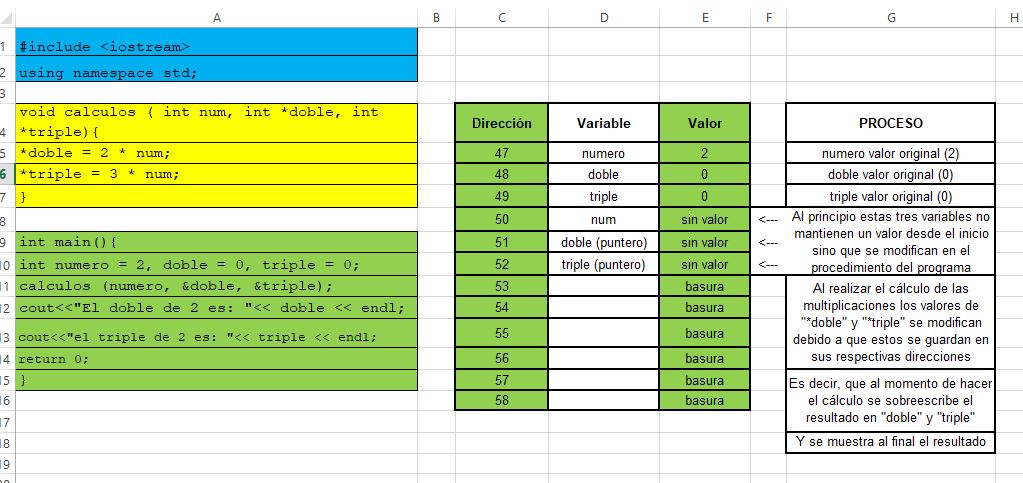 A B C D E F G H
1 #include <iostream>
2 using namespace std;
3
void calculos ( int num, int *doble, int
4 *triple){
5 *doble = 2 * num;
6 *triple = 3 * num;
7 }
8
9 int main(){
10 int numero = 2, doble = 0, triple = 0;
11 calculos (numero, &doble, &triple);
12 cout<<"El doble de 2 es: "<< doble << endl;
13 cout<<"el triple de 2 es: "<< triple << endl;
14 return 0;
15 }
16
17
18
19
Dirección Variable Valor
47 numero 2
48 doble 0
49 triple 0
50 num sin valor <---
51 doble (puntero) sin valor <---
52 triple (puntero) sin valor <---
53 basura
54 basura
55 basura
56 basura
57 basura
58 basura
PROCESO
numero valor original (2)
doble valor original (0)
triple valor original (0)
Al principio estas tres variables no
mantienen un valor desde el inicio
sino que se modifican en el
procedimiento del programa
Al realizar el cálculo de las
multiplicaciones los valores de
"*doble" y "*triple" se modifican
debido a que estos se guardan en
sus respectivas direcciones
Es decir, que al momento de hacer
el cálculo se sobreescribe el
resultado en "doble" y "triple"
Y se muestra al final el resultado